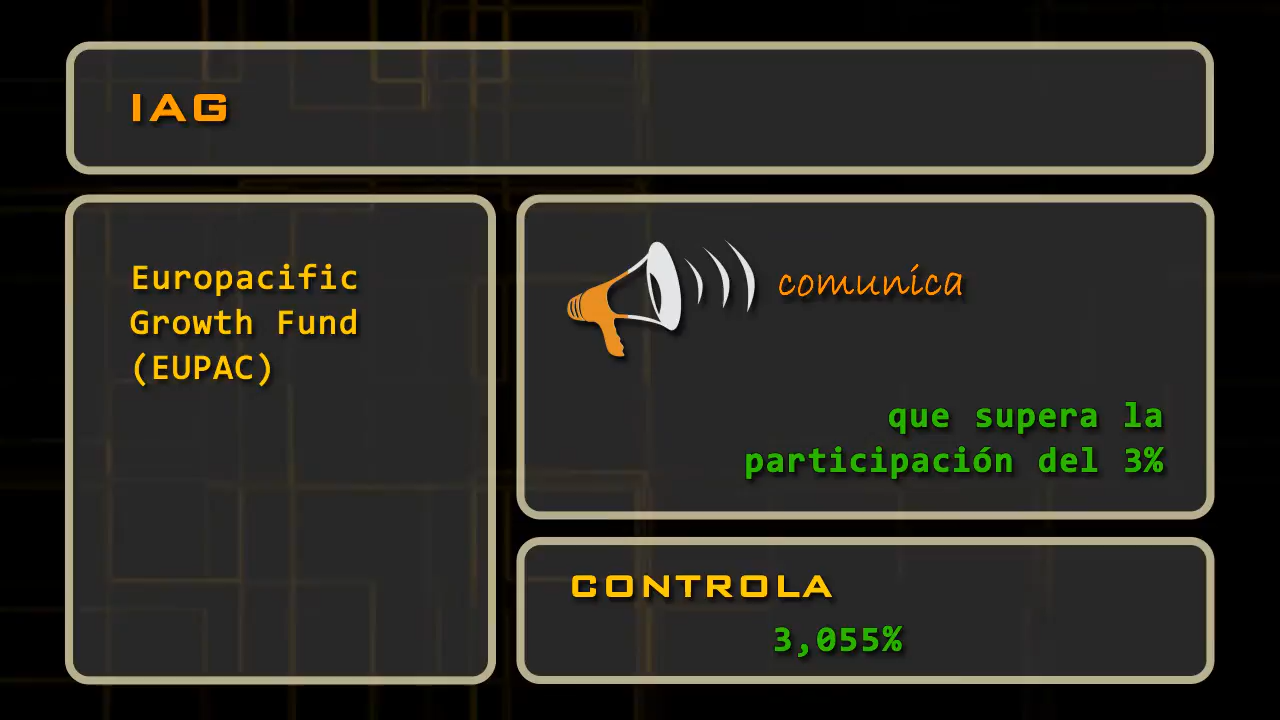 IAG
Europacific
Growth Fund
(EUPAC)
comunica
que supera la
participación del 3%
CONTROLA
3,055%